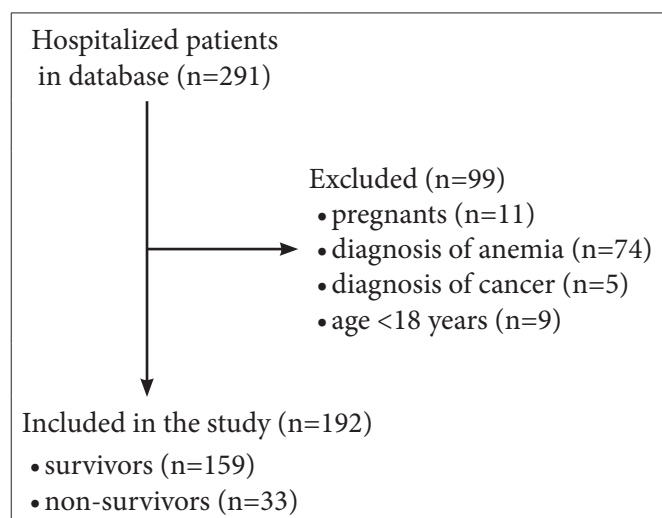 Hospitalized patients
in database (n=291)
Excluded (n=99)
• pregnants (n=11)
• diagnosis of anemia (n=74)
• diagnosis of cancer (n=5)
• age <18 years (n=9)
Included in the study (n=192)
• survivors (n=159)
• non-survivors (n=33)